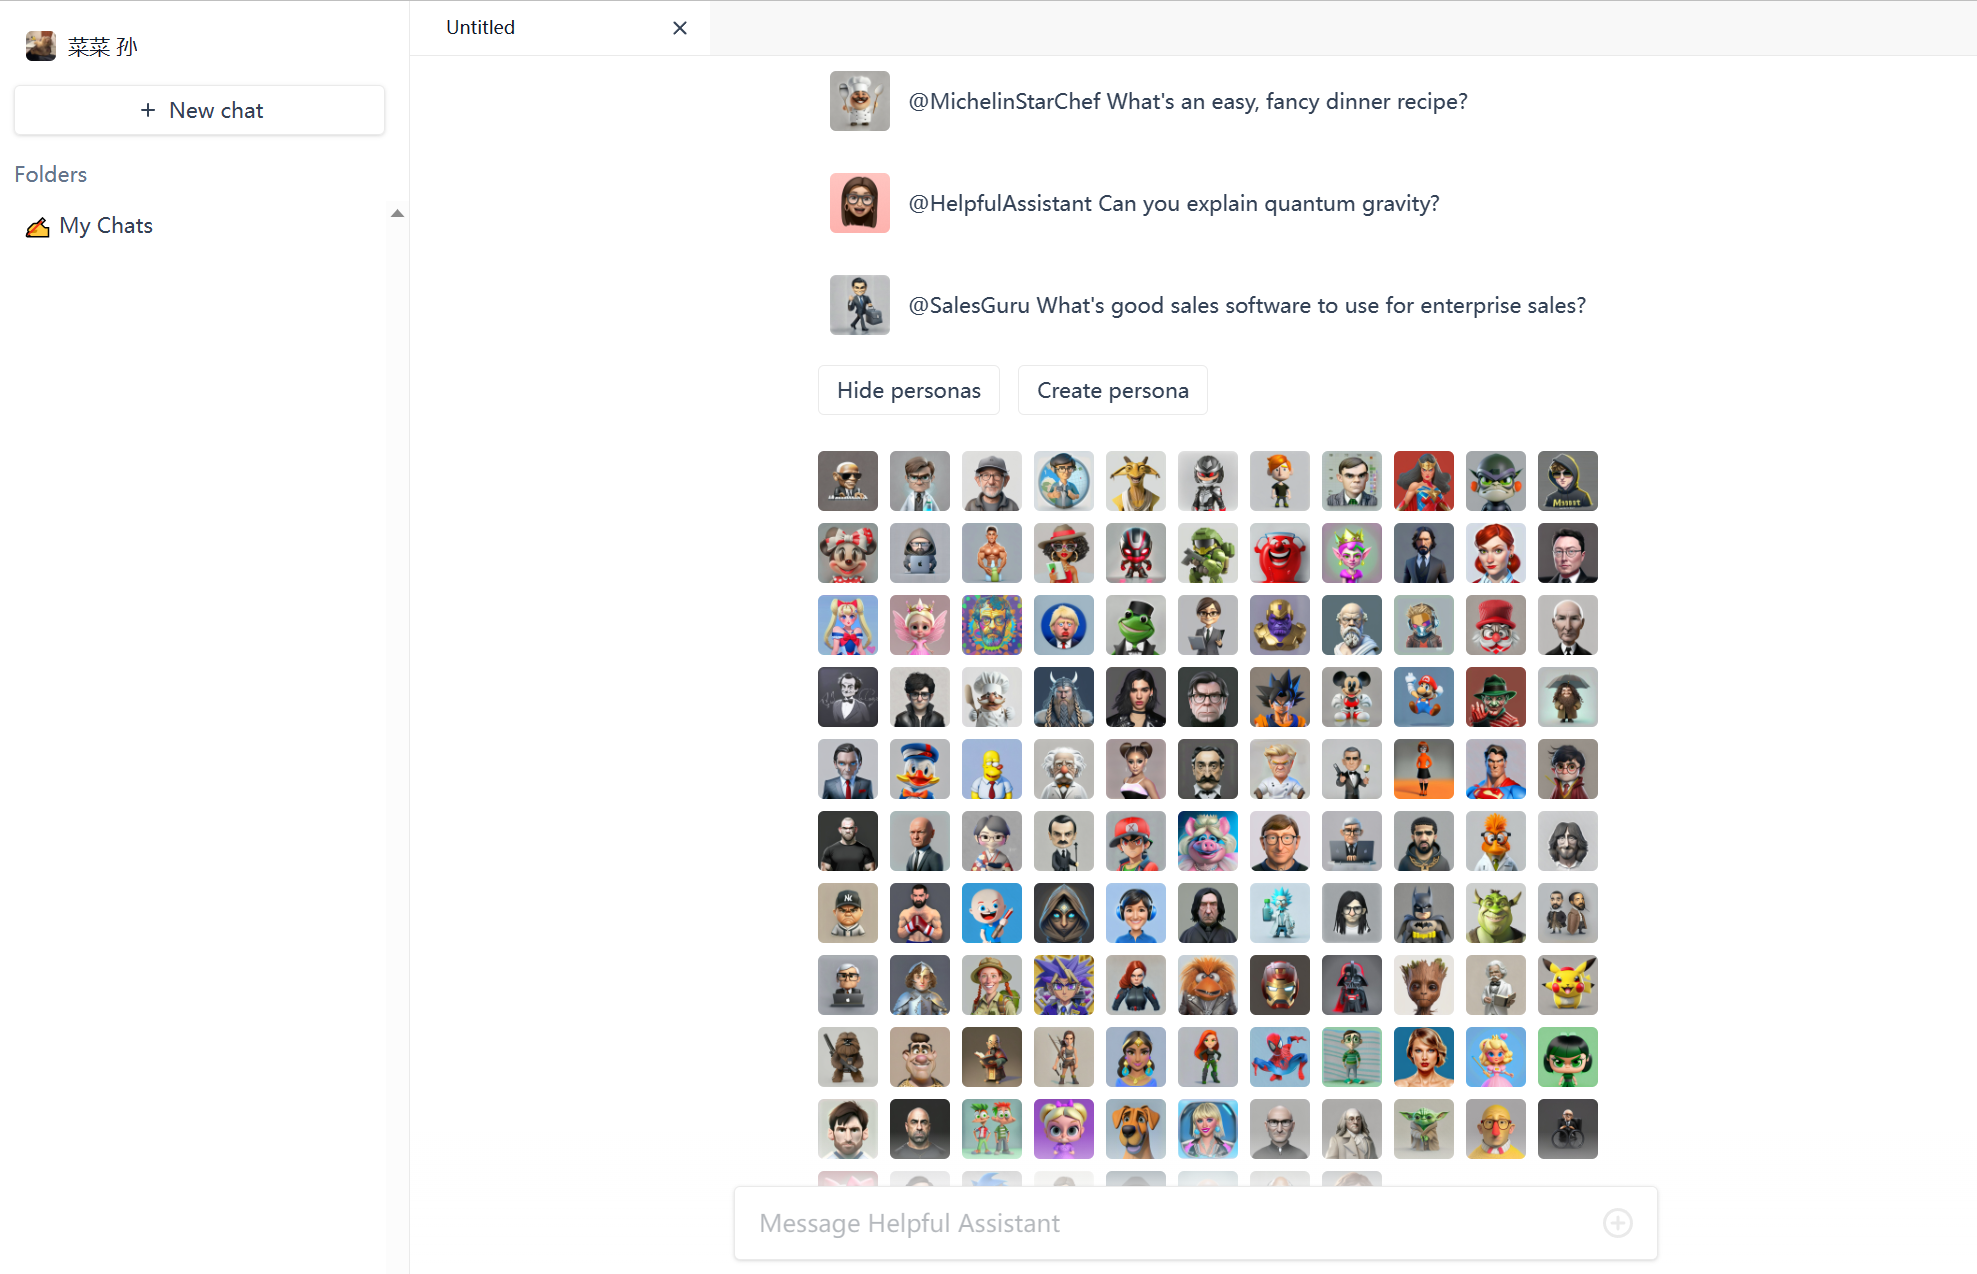 菜菜 孙
+ New chat
Folders
My Chats
Untitled
@MichelinStarChef What's an easy, fancy dinner recipe?
@HelpfulAssistant Can you explain quantum gravity?
@SalesGuru What's good sales software to use for enterprise sales?
Hide personas
Create persona
Message Helpful Assistant